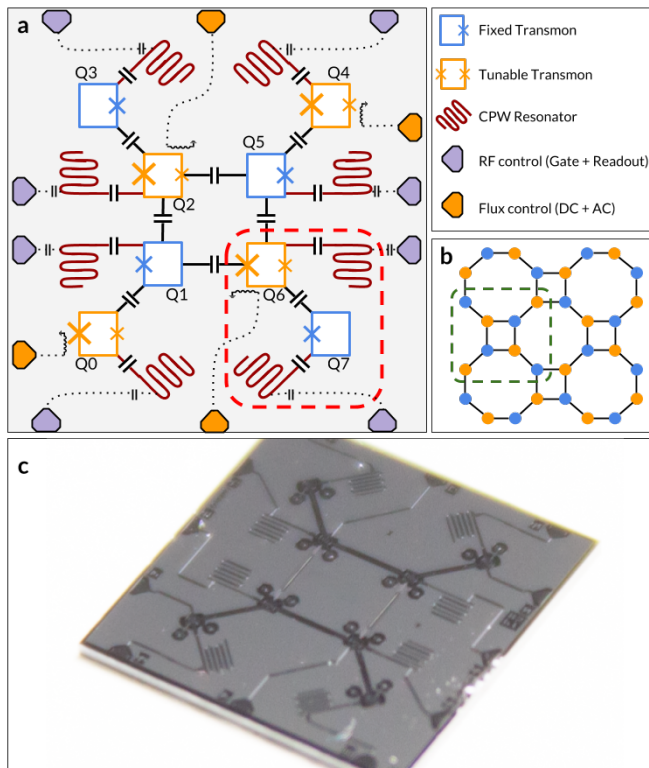 a
Q3
Q4
Q5
Q2
Q1
Q6
Q0
Q7
Fixed Transmon
Tunable Transmon
CPW Resonator
RF control (Gate + Readout)
Flux control (DC + AC)
b
c